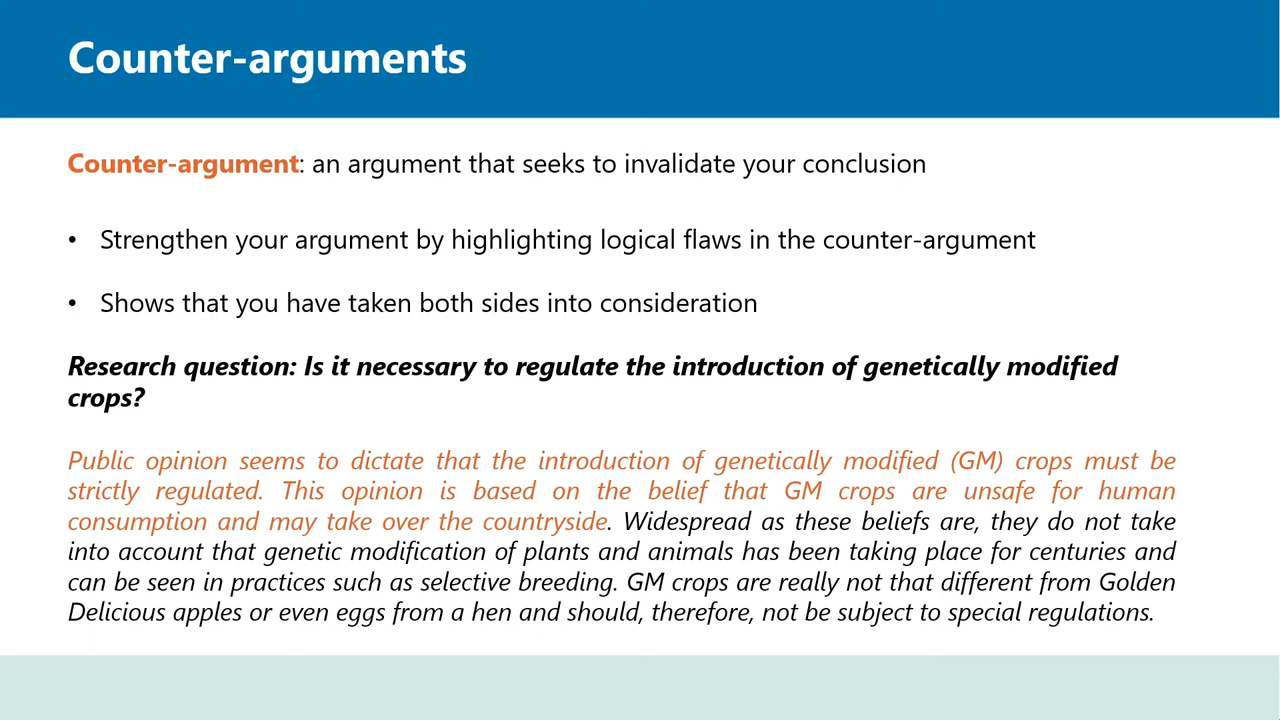 Counter-arguments
Counter-argument: an argument that seeks to invalidate your conclusion
• Strengthen your argument by highlighting logical flaws in the counter-argument
• Shows that you have taken both sides into consideration
Research question: Is it necessary to regulate the introduction of genetically modified
crops?
Public opinion seems to dictate that the introduction of genetically modified (GM) crops must be
strictly regulated. This opinion is based on the belief that GM crops are unsafe for human
consumption and may take over the countryside. Widespread as these beliefs are, they do not take
into account that genetic modification of plants and animals has been taking place for centuries and
can be seen in practices such as selective breeding. GM crops are really not that different from Golden
Delicious apples or even eggs from a hen and should, therefore, not be subject to special regulations.